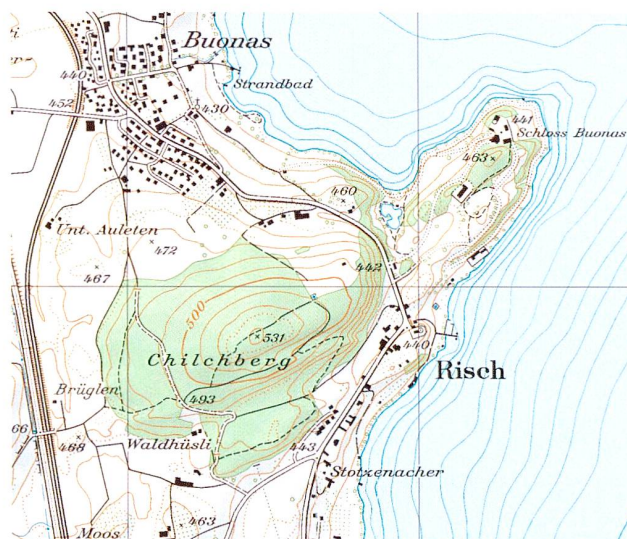 Buonas
440
Strandbad
452
430
441
Schloss Buonas
463
460
Unt. Auleten
472
467
442
500
531
440
Chilchberg
Risch
Brüglen
493
66
468
Waldhüsli
443
Stotzenacher
463
Moos